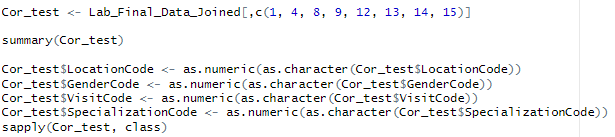 Cor_test <- Lab_Final_Data_Joined[,c(1, 4, 8, 9, 12, 13, 14, 15)]
summary(Cor_test)
Cor_test$LocationCode <- as.numeric(as.character(Cor_test$LocationCode))
Cor_test$GenderCode <- as.numeric(as.character(Cor_test$GenderCode))
Cor_test$VisitCode <- as.numeric(as.character(Cor_test$VisitCode))
Cor_test$SpecializationCode <- as.numeric(as.character(Cor_test$SpecializationCode))
sapply(Cor_test, class)